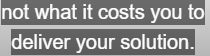 not what it costs you to
deliver your solution.